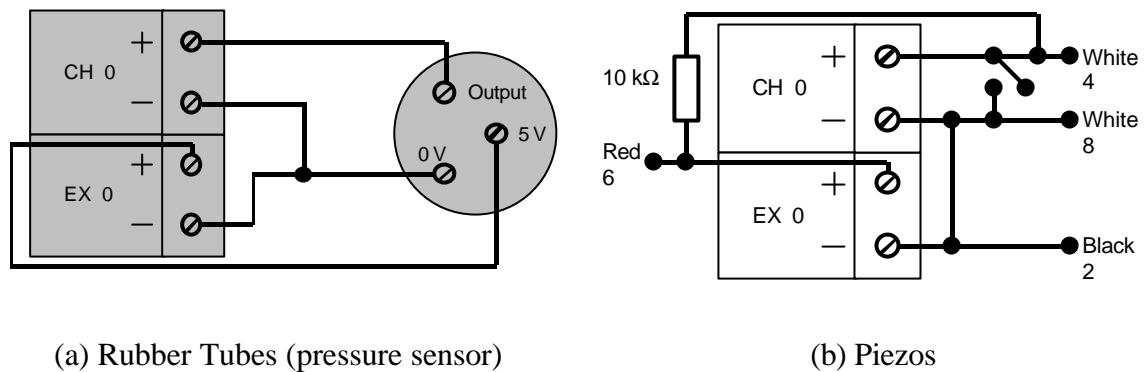 +
CH 0
−
+
EX 0
−
Output
5 V
0 V
10 kΩ
Red
6
+
CH 0
−
+
EX 0
−
White
4
White
8
Black
2
(a) Rubber Tubes (pressure sensor)
(b) Piezos